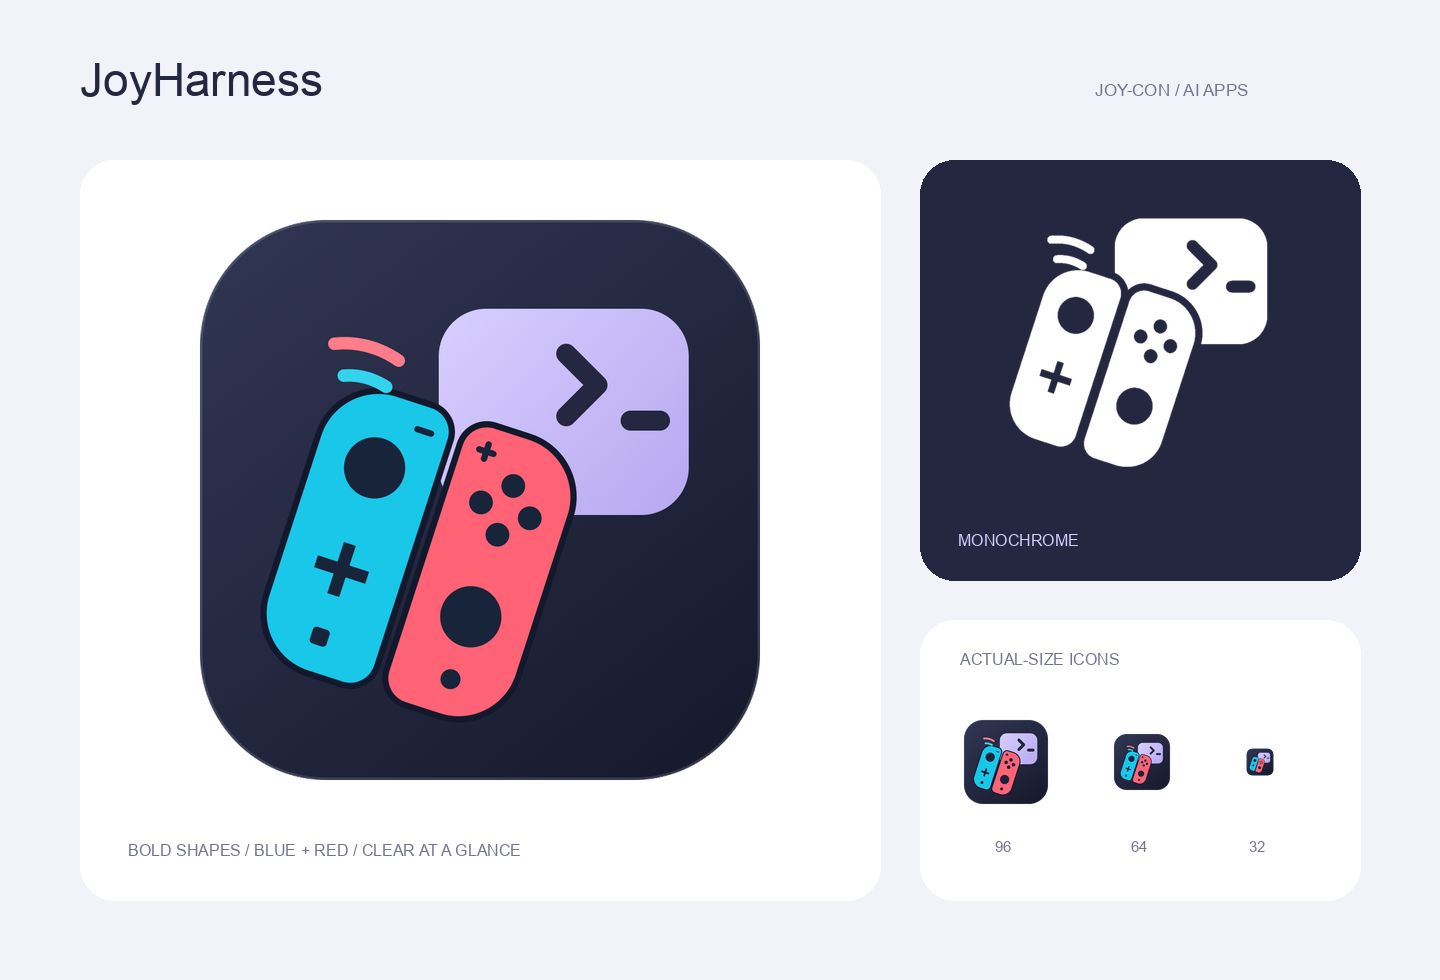 JoyHarness
JOY-CON / AI APPS
>_
BOLD SHAPES / BLUE + RED / CLEAR AT A GLANCE
MONOCHROME
ACTUAL-SIZE ICONS
96
64
32